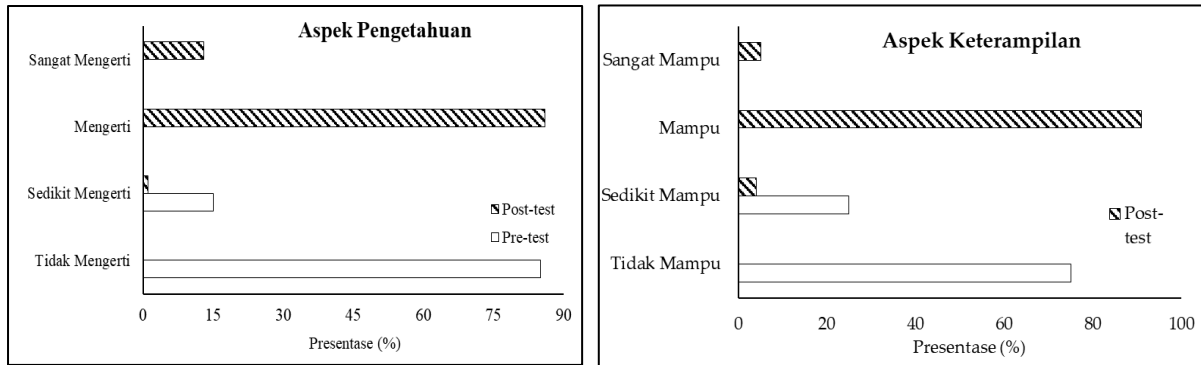 Aspek Pengetahuan
Sangat Mengerti
Mengerti
Sedikit Mengerti
Tidak Mengerti
Post-test
Pre-test
0 15 30 45 60 75 90
Presentase (%)
Aspek Keterampilan
Sangat Mampu
Mampu
Sedikit Mampu
Tidak Mampu
Post-
test
0 20 40 60 80 100
Presentase (%)